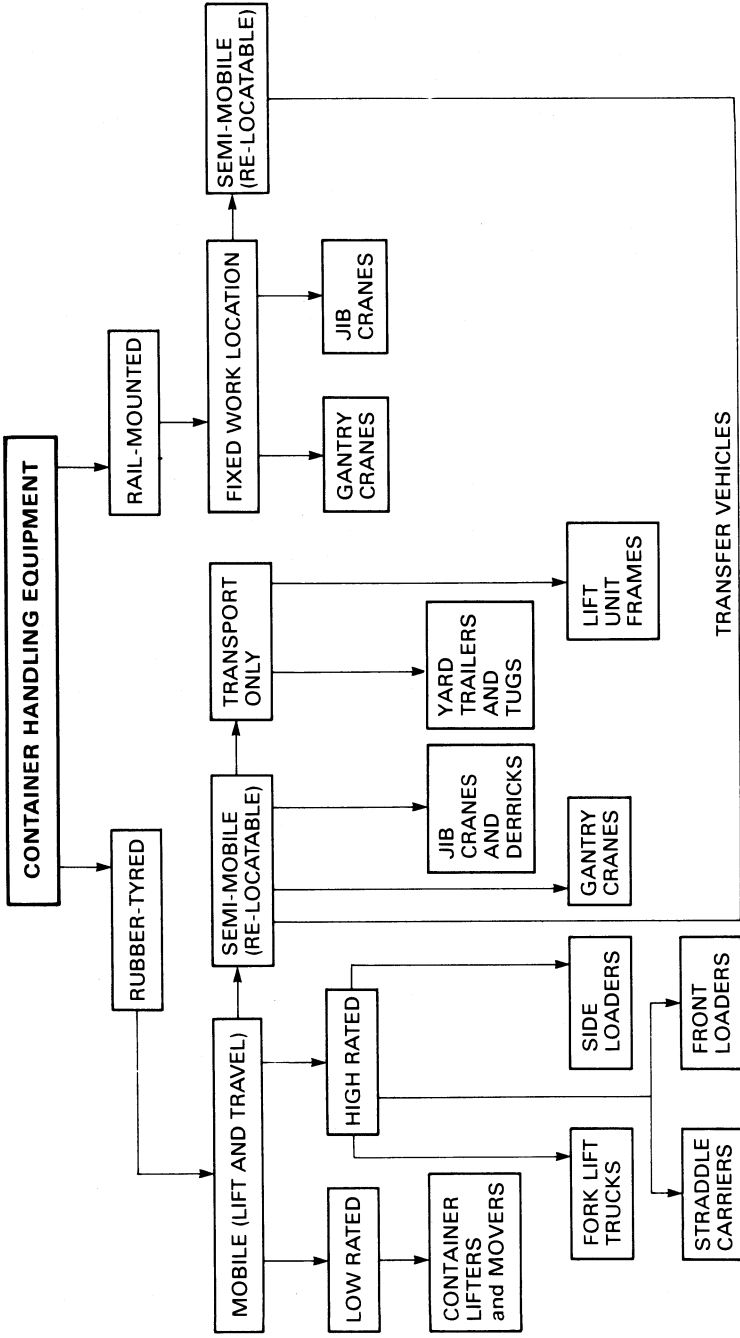 CONTAINER HANDLING EQUIPMENT
RUBBER-TYRED
RAIL-MOUNTED
MOBILE (LIFT AND TRAVEL)
SEMI-MOBILE
(RE-LOCATABLE)
TRANSPORT
ONLY
FIXED WORK LOCATION
SEMI-MOBILE
(RE-LOCATABLE)
LOW RATED
HIGH RATED
GANTRY
CRANES
JIB
CRANES
CONTAINER
LIFTERS
and MOVERS
JIB
CRANES
AND
DERRICKS
YARD
TRAILERS
AND
TUGS
FORK LIFT
TRUCKS
SIDE
LOADERS
GANTRY
CRANES
LIFT
UNIT
FRAMES
STRADDLE
CARRIERS
FRONT
LOADERS
TRANSFER VEHICLES